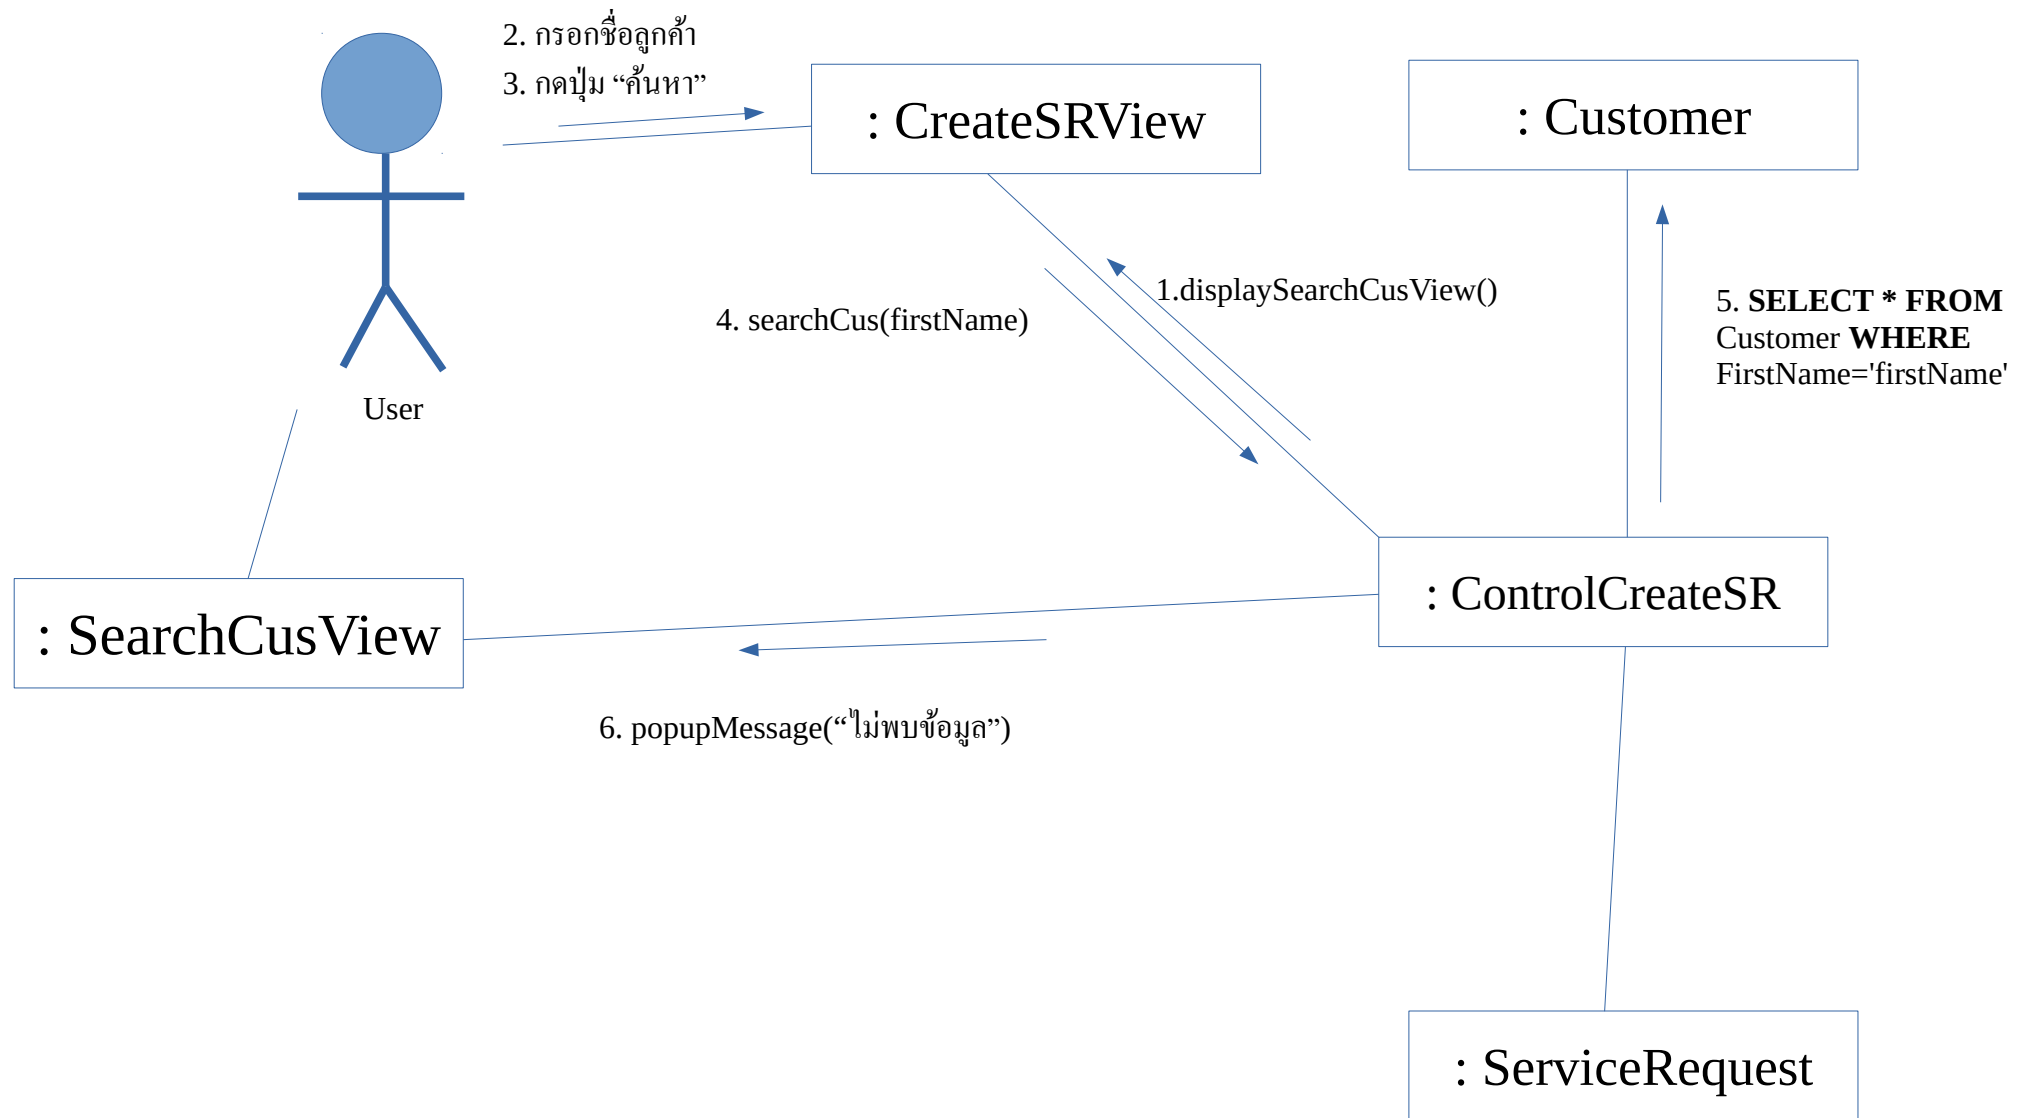 2. กรอกชื่อลูกค้า
3. กดปุ่ม “ค้นหา”
: CreateSRView
: Customer
1.displaySearchCusView()
4. searchCus(firstName)
5. SELECT * FROM
Customer WHERE
FirstName='firstName'
User
: SearchCusView
: ControlCreateSR
6. popupMessage(“ไม่พบข้อมูล”)
: ServiceRequest